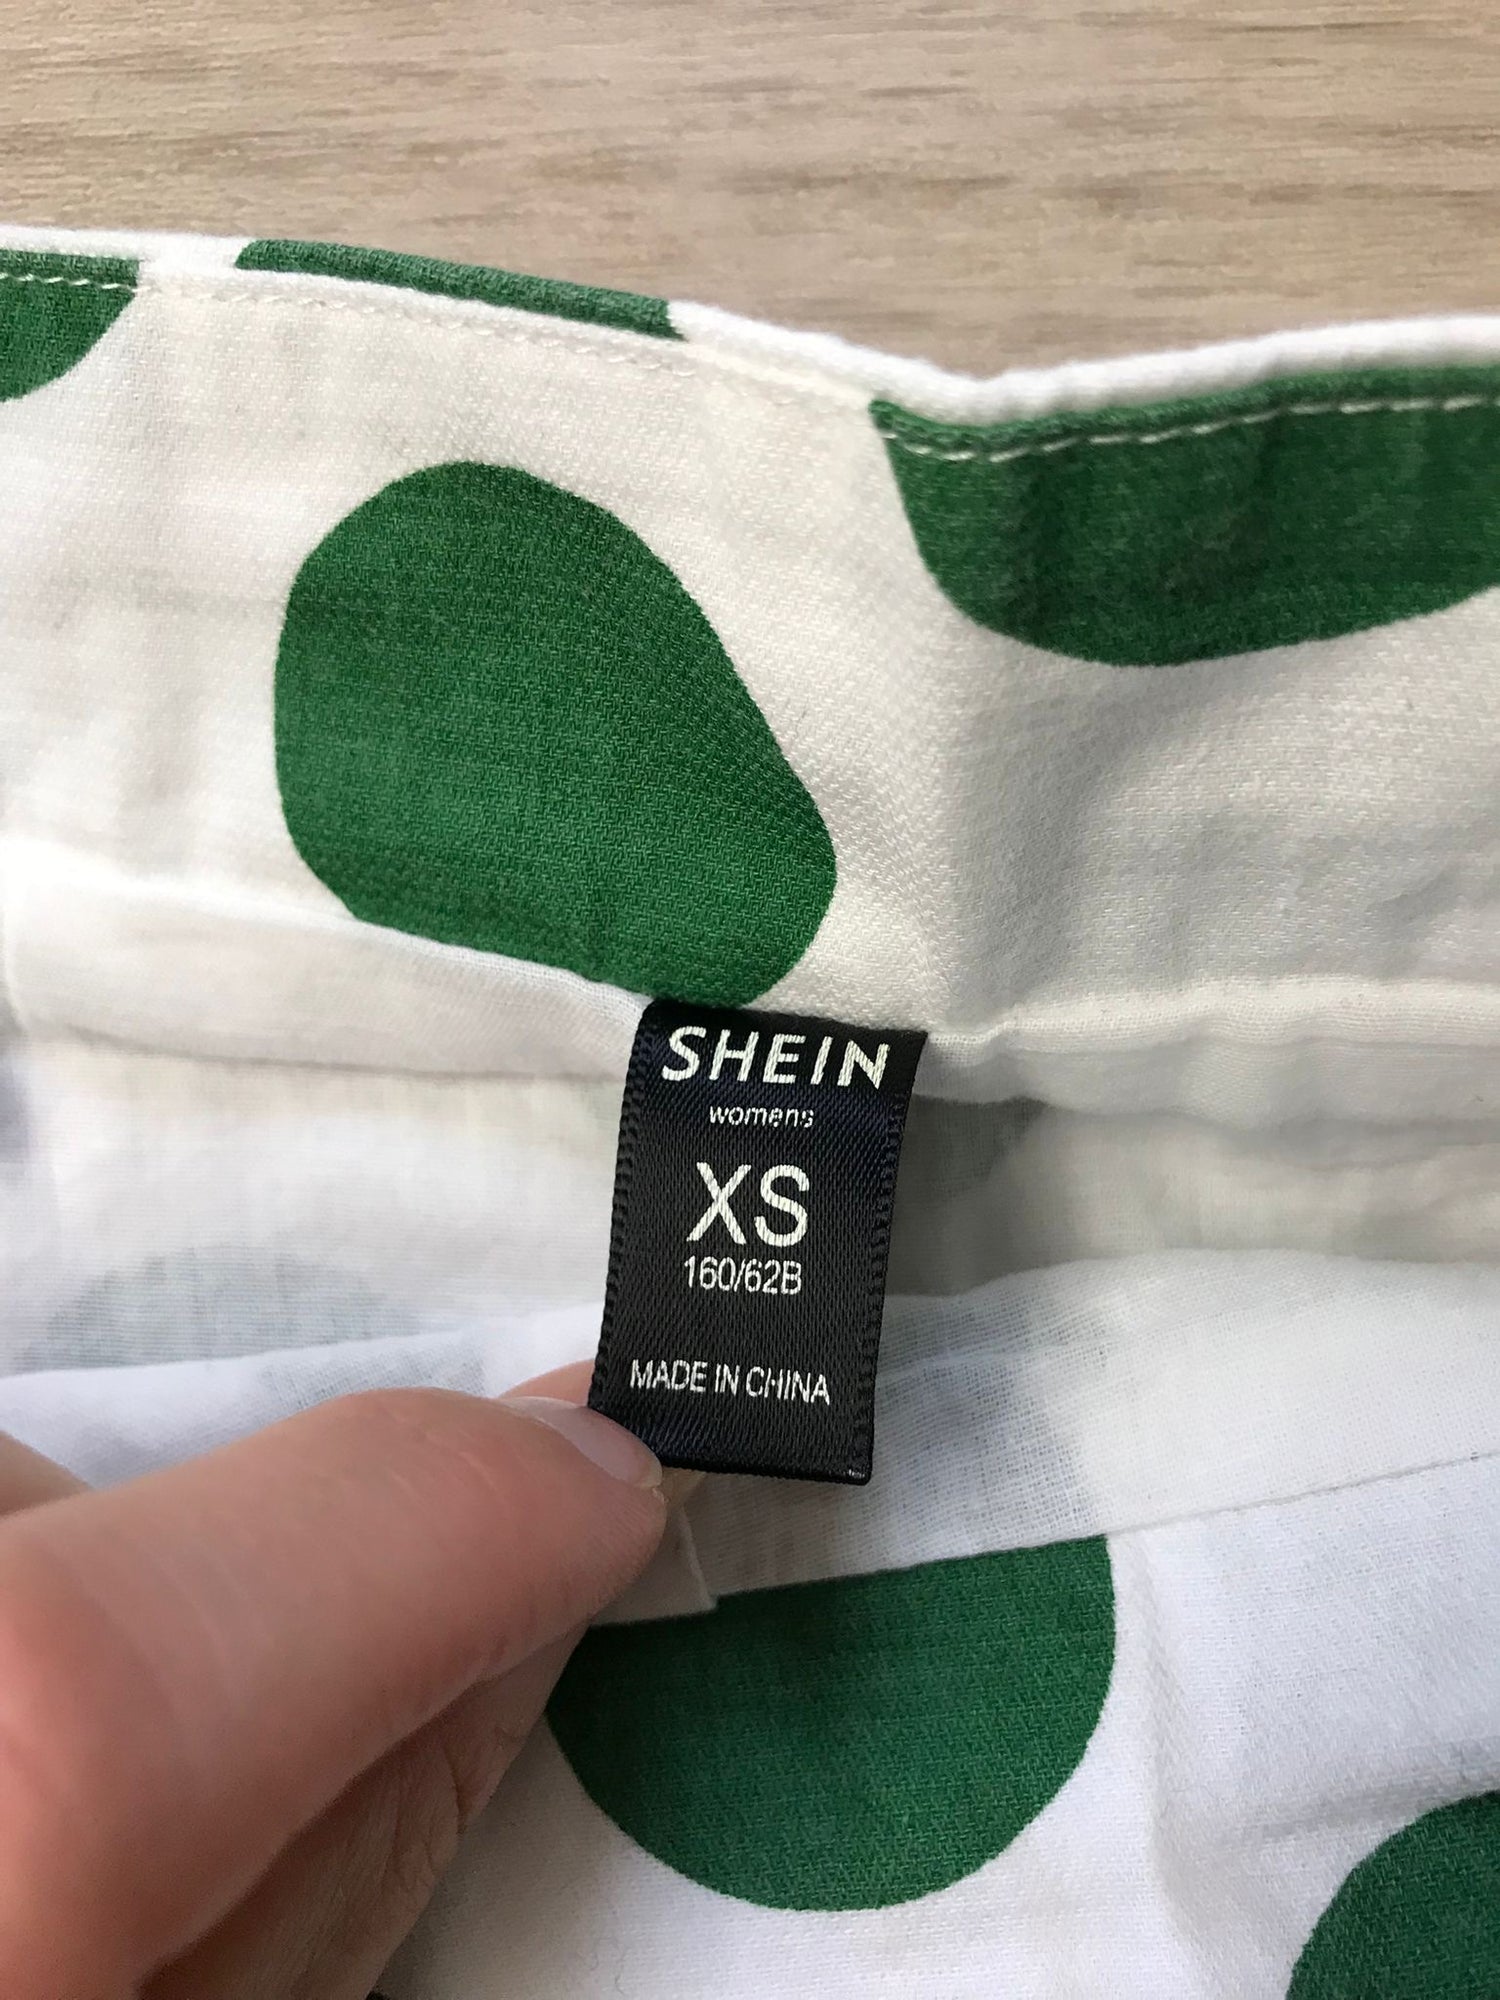 SHEIN
womens
XS
160/62B
MADE IN CHINA